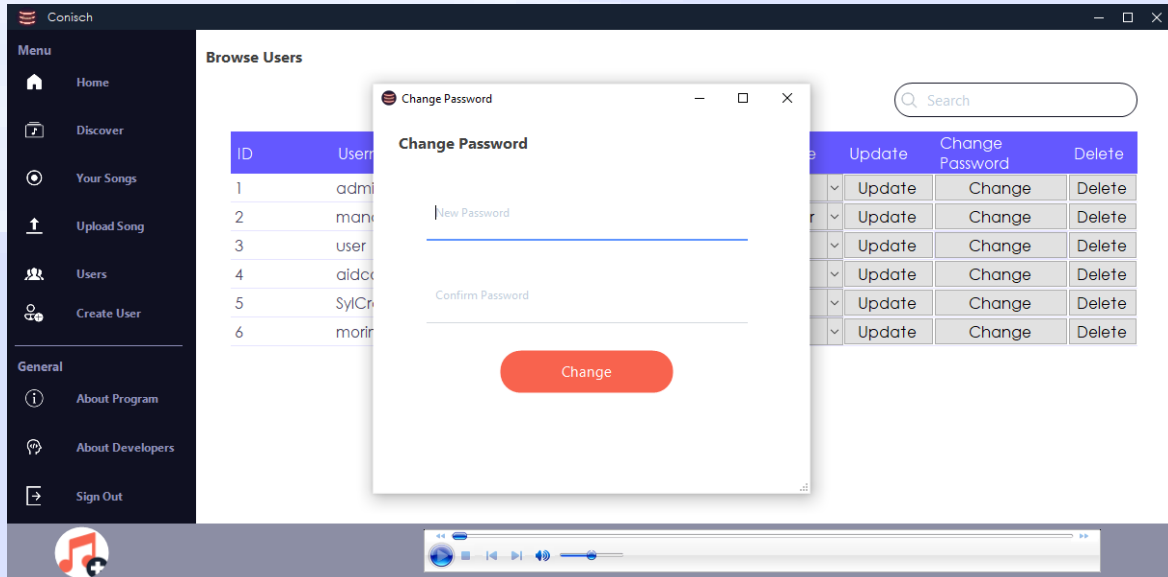 Conisch
Menu
Home
Discover
Your Songs
Upload Song
Users
Create User
General
About Program
About Developers
Sign Out
Browse Users
Search
ID Update Change Password Delete
1 Update Change Delete
2 Update Change Delete
3 user Update Change Delete
4 Update Change Delete
5 Update Change Delete
6 Update Change Delete
Change Password
Change Password
New Password
Confirm Password
Change